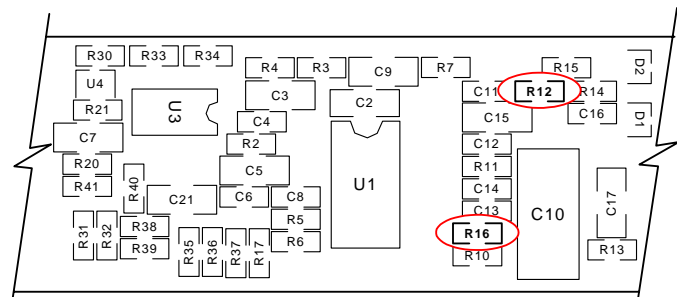 R30 R33 R34
R4 R3 C9 R7 R15 D2
U4 C3 C11 R12 R14
R21 U3 C2 C15 C16 D1
C7 C4
R2 C12
R20 C5 U1 R11
R41 R40 C21 C6 C8 C14 C10 C17
R31 R32 R38 R5 C13
R39 R35 R36 R37 R17 R6 R16 R13
R10